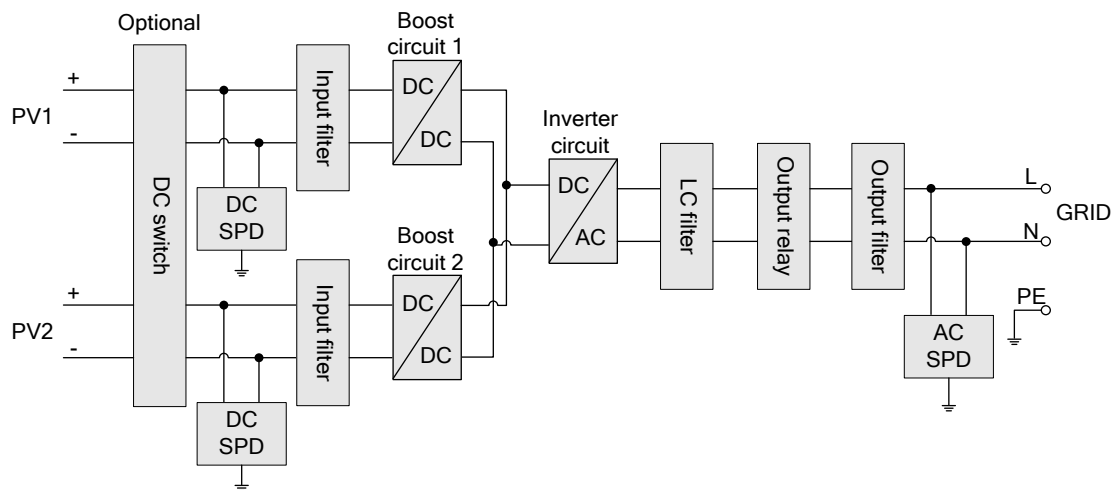 Optional
Boost
circuit 1
+
PV1
-
DC switch
DC
SPD
Input filter
DC
DC
Inverter
circuit
DC
AC
LC filter
Output relay
Output filter
L
GRID
N
PE
AC
SPD
Boost
circuit 2
+
PV2
-
DC
SPD
Input filter
DC
DC